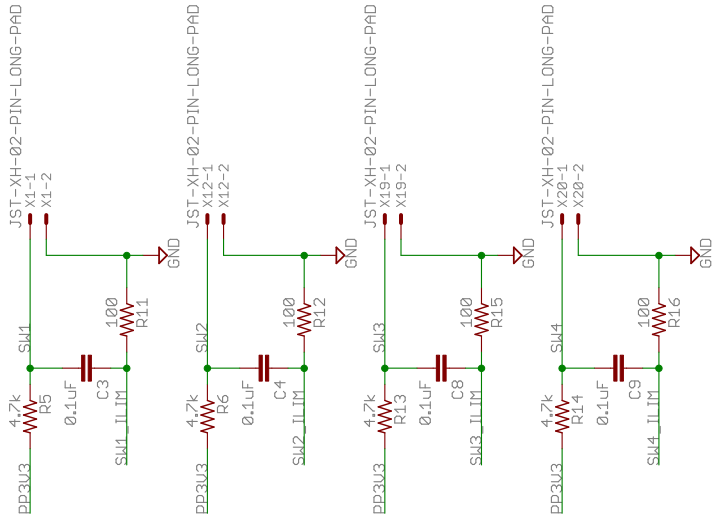 JST-XH-02-PIN-LONG-PAD
X1-1
X1-2
GND
100
R11
SW1
4.7k
R5
0.1uF
C3
SW1_ILIM
PP3V3
JST-XH-02-PIN-LONG-PAD
X12-1
X12-2
GND
100
R12
SW2
4.7k
R6
0.1uF
C4
SW2_ILIM
PP3V3
JST-XH-02-PIN-LONG-PAD
X19-1
X19-2
GND
100
R15
SW3
4.7k
R13
0.1uF
C8
SW3_ILIM
PP3V3
JST-XH-02-PIN-LONG-PAD
X20-1
X20-2
GND
100
R16
SW4
4.7k
R14
0.1uF
C9
SW4_ILIM
PP3V3